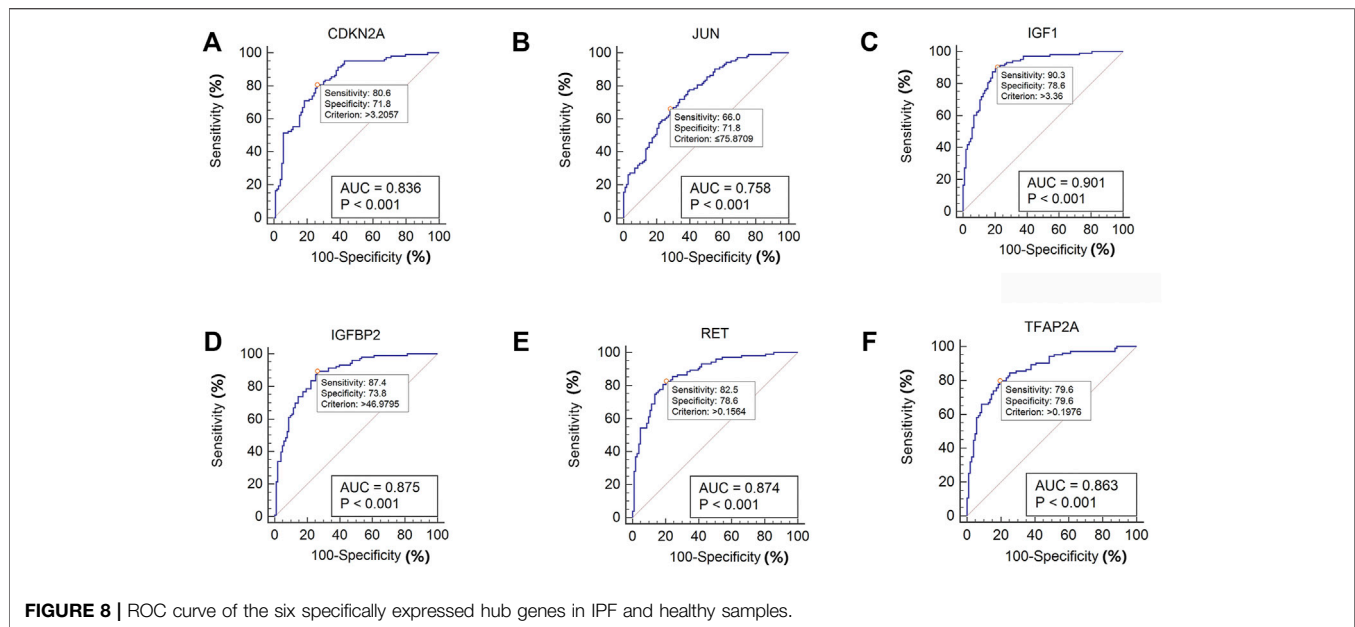 A
CDKN2A
Sensitivity (%)
100
80
60
40
20
0
Sensitivity: 80.6
Specificity: 71.8
Criterion: >3.2057
AUC = 0.836
P < 0.001
0 20 40 60 80 100
100-Specificity (%)
B
JUN
Sensitivity (%)
100
80
60
40
20
0
Sensitivity: 66.0
Specificity: 71.8
Criterion: ≤75.8709
AUC = 0.758
P < 0.001
0 20 40 60 80 100
100-Specificity (%)
C
IGF1
Sensitivity (%)
100
80
60
40
20
0
Sensitivity: 90.3
Specificity: 78.6
Criterion: >3.36
AUC = 0.901
P < 0.001
0 20 40 60 80 100
100-Specificity (%)
D
IGFBP2
Sensitivity (%)
100
80
60
40
20
0
Sensitivity: 87.4
Specificity: 73.8
Criterion: >46.9795
AUC = 0.875
P < 0.001
0 20 40 60 80 100
100-Specificity (%)
E
RET
Sensitivity (%)
100
80
60
40
20
0
Sensitivity: 82.5
Specificity: 78.6
Criterion: >0.1564
AUC = 0.874
P < 0.001
0 20 40 60 80 100
100-Specificity (%)
F
TFAP2A
Sensitivity (%)
100
80
60
40
20
0
Sensitivity: 79.6
Specificity: 79.6
Criterion: >0.1976
AUC = 0.863
P < 0.001
0 20 40 60 80 100
100-Specificity (%)
FIGURE 8 | ROC curve of the six specifically expressed hub genes in IPF and healthy samples.